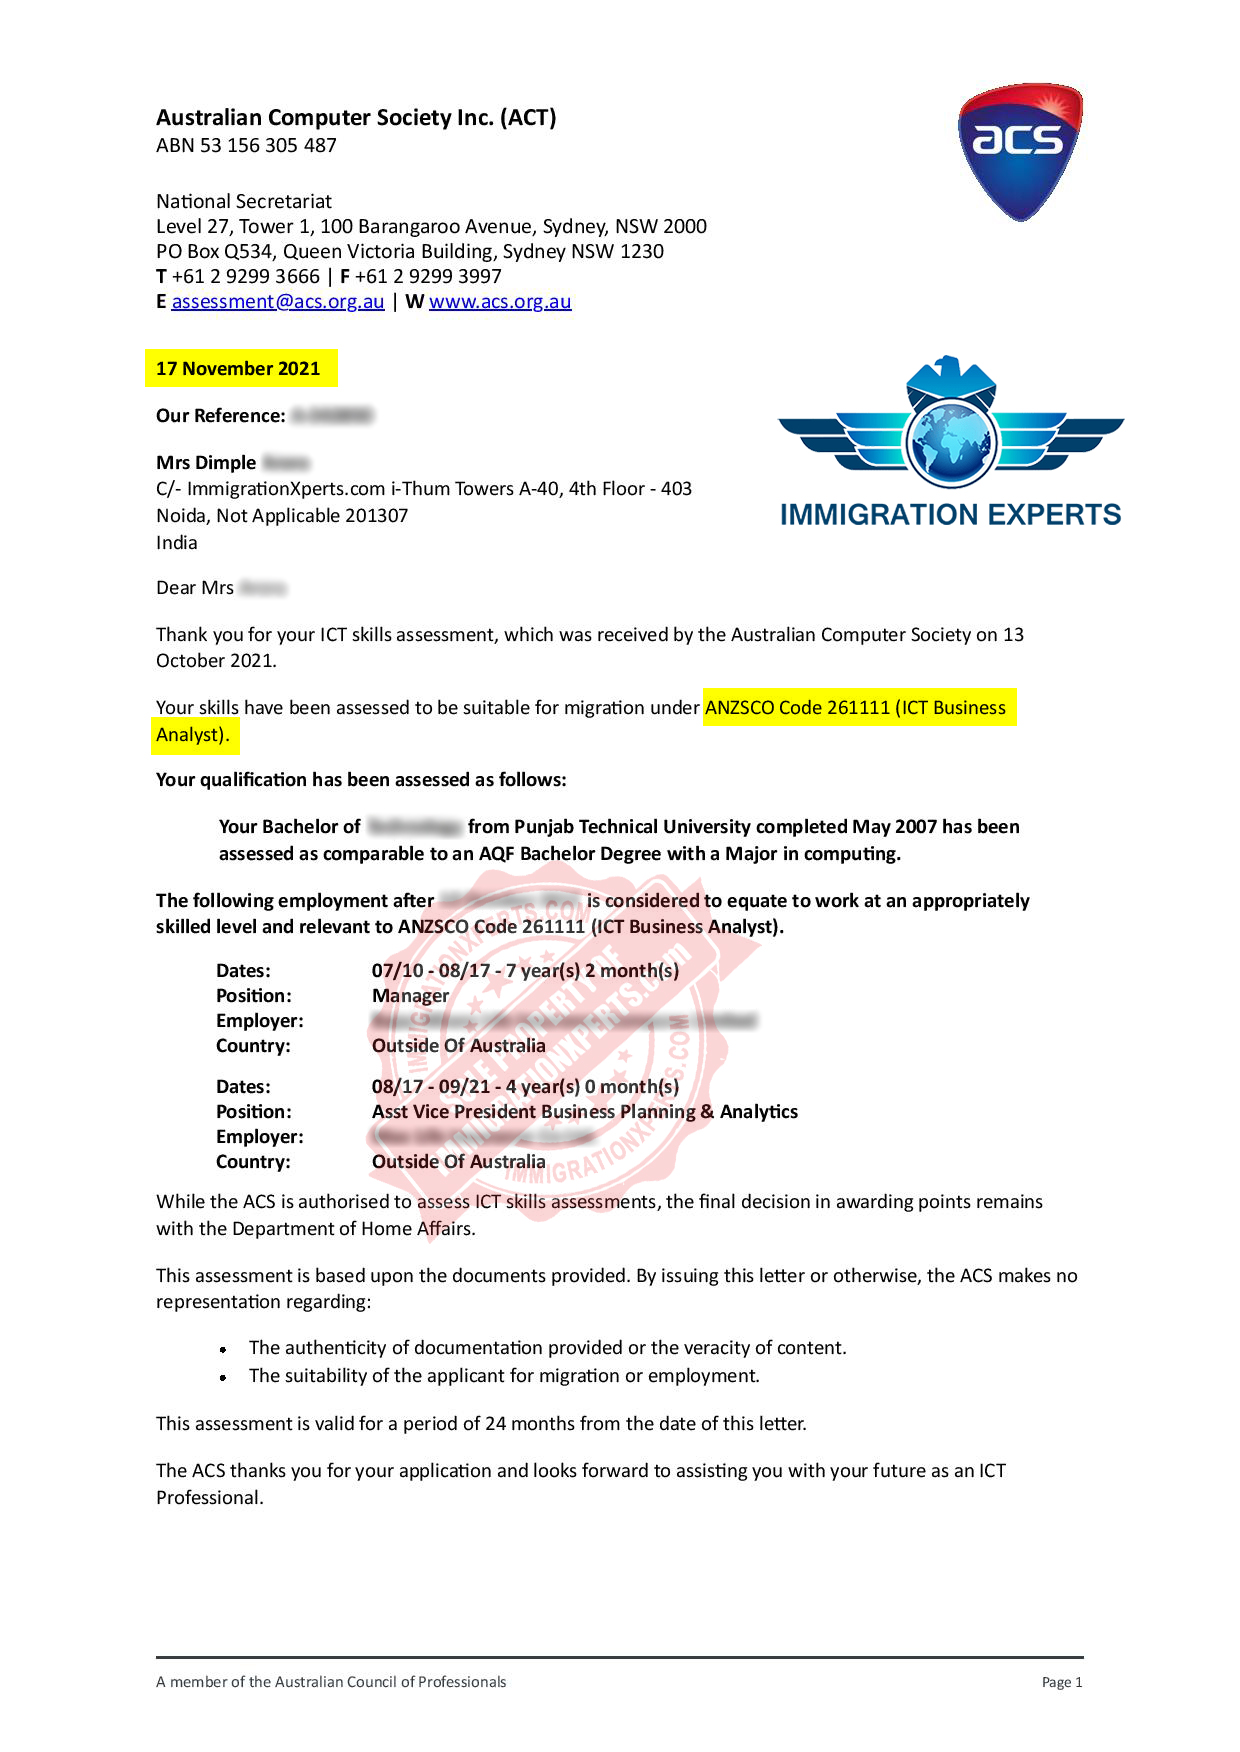 Australian Computer Society Inc. (ACT)
ABN 53 156 305 487
acs
National Secretariat
Level 27, Tower 1, 100 Barangaroo Avenue, Sydney, NSW 2000
PO Box Q534, Queen Victoria Building, Sydney NSW 1230
T +61 2 9299 3666 | F +61 2 9299 3997
E assessment@acs.org.au | W www.acs.org.au
17 November 2021
Our Reference:
Mrs Dimple
C/- ImmigrationXperts.com i-Thum Towers A-40, 4th Floor - 403
Noida, Not Applicable 201307
India
IMMIGRATION EXPERTS
Dear Mrs
Thank you for your ICT skills assessment, which was received by the Australian Computer Society on 13
October 2021.
Your skills have been assessed to be suitable for migration under ANZSCO Code 261111 (ICT Business
Analyst).
Your qualification has been assessed as follows:
Your Bachelor of from Punjab Technical University completed May 2007 has been
assessed as comparable to an AQF Bachelor Degree with a Major in computing.
The following employment after is considered to equate to work at an appropriately
skilled level and relevant to ANZSCO Code 261111 (ICT Business Analyst).
Dates: 07/10 - 08/17 - 7 year(s) 2 month(s)
Position: Manager
Employer:
Country: Outside Of Australia
Dates: 08/17 - 09/21 - 4 year(s) 0 month(s)
Position: Asst Vice President Business Planning & Analytics
Employer:
Country: Outside Of Australia
IMMIGRATIONXPERTS.COM
SOLE PROPERTY OF
IMMIGRATIONXPERTS.com
IMMIGRATIONXPERTS.COM
While the ACS is authorised to assess ICT skills assessments, the final decision in awarding points remains
with the Department of Home Affairs.
This assessment is based upon the documents provided. By issuing this letter or otherwise, the ACS makes no
representation regarding:
• The authenticity of documentation provided or the veracity of content.
• The suitability of the applicant for migration or employment.
This assessment is valid for a period of 24 months from the date of this letter.
The ACS thanks you for your application and looks forward to assisting you with your future as an ICT
Professional.
A member of the Australian Council of Professionals
Page 1